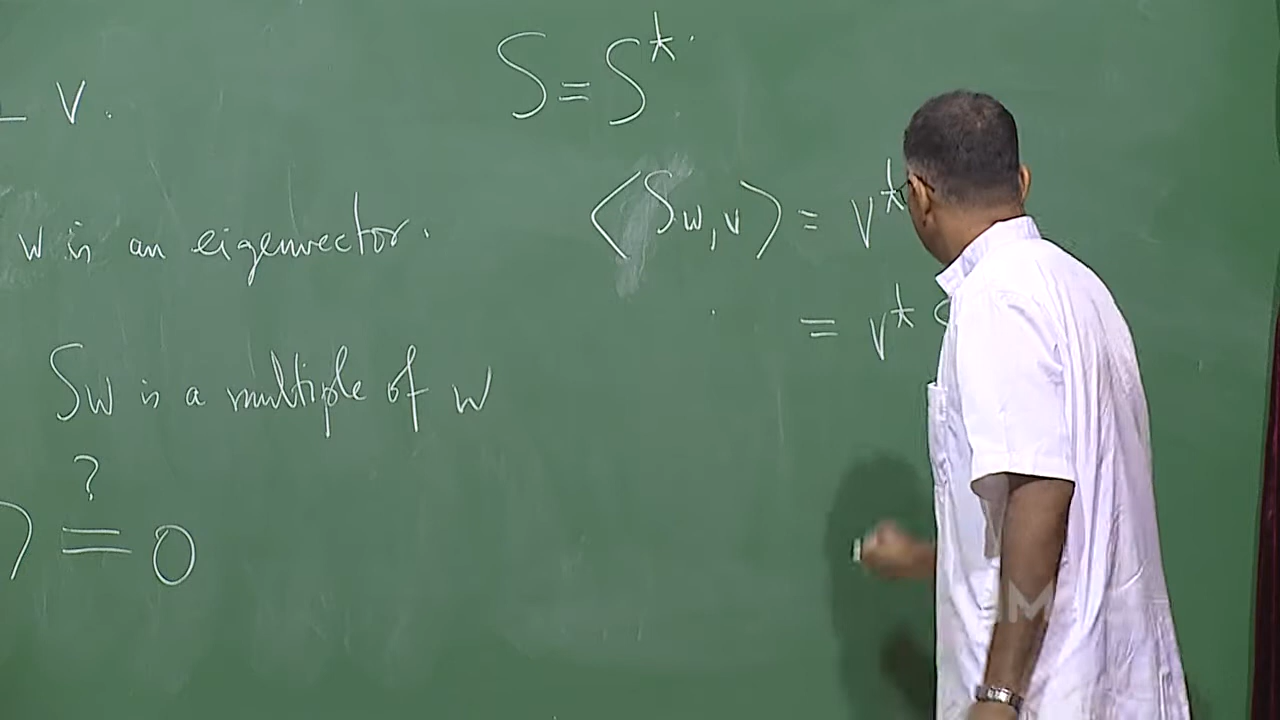 ⊥ v.
w is an eigenvector.
Sw is a multiple of w
?
⟩ = 0
S = S*.
⟨Sw, v⟩ = v*
= v*